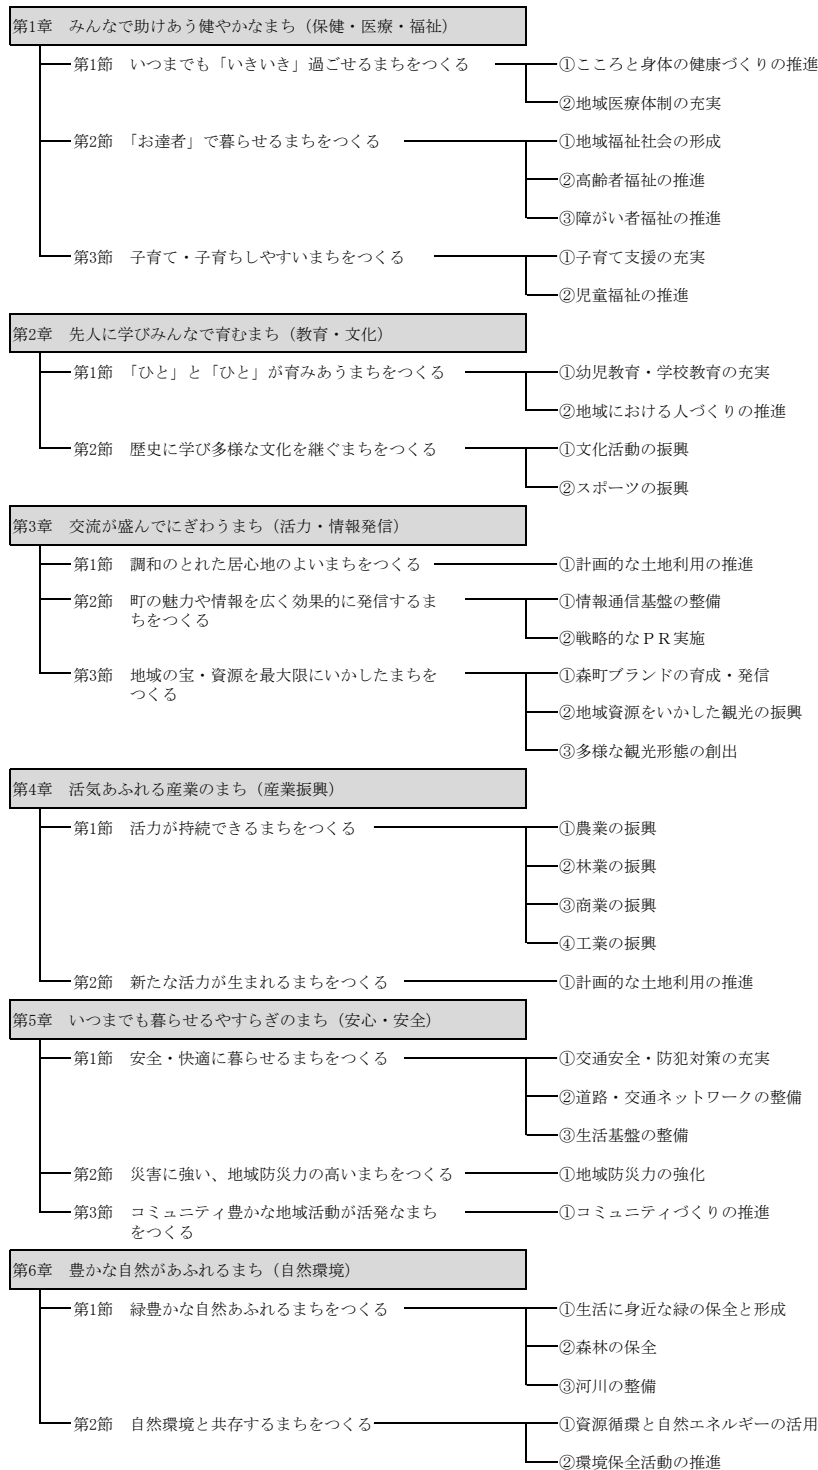 第1章　みんなで助けあう健やかなまち（保健・医療・福祉）
第1節　いつまでも「いきいき」過ごせるまちをつくる　①こころと身体の健康づくりの推進
②地域医療体制の充実
第2節　「お達者」で暮らせるまちをつくる　①地域福祉社会の形成
②高齢者福祉の推進
③障がい者福祉の推進
第3節　子育て・子育ちしやすいまちをつくる　①子育て支援の充実
②児童福祉の推進
第2章　先人に学びみんなで育むまち（教育・文化）
第1節　「ひと」と「ひと」が育みあうまちをつくる　①幼児教育・学校教育の充実
②地域における人づくりの推進
第2節　歴史に学び多様な文化を継ぐまちをつくる　①文化活動の振興
②スポーツの振興
第3章　交流が盛んでにぎわうまち（活力・情報発信）
第1節　調和のとれた居心地のよいまちをつくる　①計画的な土地利用の推進
第2節　町の魅力や情報を広く効果的に発信するま　①情報通信基盤の整備
ちをつくる
②戦略的なＰＲ実施
第3節　地域の宝・資源を最大限にいかしたまちを　①森町ブランドの育成・発信
つくる
②地域資源をいかした観光の振興
③多様な観光形態の創出
第4章　活気あふれる産業のまち（産業振興）
第1節　活力が持続できるまちをつくる　①農業の振興
②林業の振興
③商業の振興
④工業の振興
第2節　新たな活力が生まれるまちをつくる　①計画的な土地利用の推進
第5章　いつまでも暮らせるやすらぎのまち（安心・安全）
第1節　安全・快適に暮らせるまちをつくる　①交通安全・防犯対策の充実
②道路・交通ネットワークの整備
③生活基盤の整備
第2節　災害に強い、地域防災力の高いまちをつくる　①地域防災力の強化
第3節　コミュニティ豊かな地域活動が活発なまち　①コミュニティづくりの推進
をつくる
第6章　豊かな自然があふれるまち（自然環境）
第1節　緑豊かな自然あふれるまちをつくる　①生活に身近な緑の保全と形成
②森林の保全
③河川の整備
第2節　自然環境と共存するまちをつくる　①資源循環と自然エネルギーの活用
②環境保全活動の推進